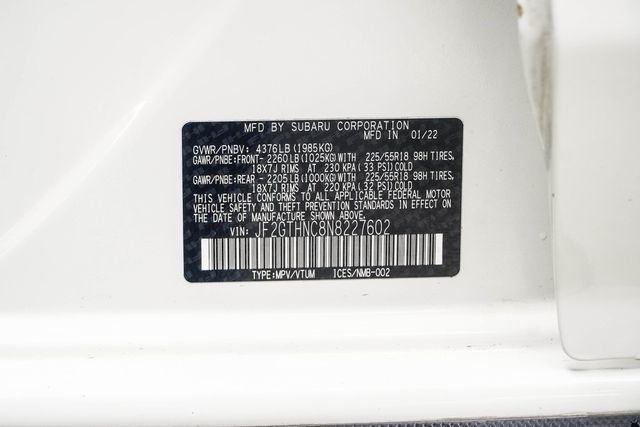 MFD BY SUBARU CORPORATION
MFD IN 01/22
GVWR/PNBV: 4376LB (1985KG)
GAWR/PNBE:FRONT-2260LB(1025KG)WITH 225/55R18 98H TIRES,
18X7J RIMS AT 230 KPA (33 PSI)COLD
GAWR/PNBE:REAR -2205LB(1000KG)WITH 225/55R18 98H TIRES,
18X7J RIMS AT 220 KPA (32 PSI)COLD
THIS VEHICLE CONFORMS TO ALL APPLICABLE FEDERAL MOTOR
VEHICLE SAFETY AND THEFT PREVENTION STANDARDS IN
EFFECT ON THE DATE OF MANUFACTURE SHOWN ABOVE.
VIN: JF2GTHNC8N8227602
TYPE:MPV/VTUM ICES/NMB-002